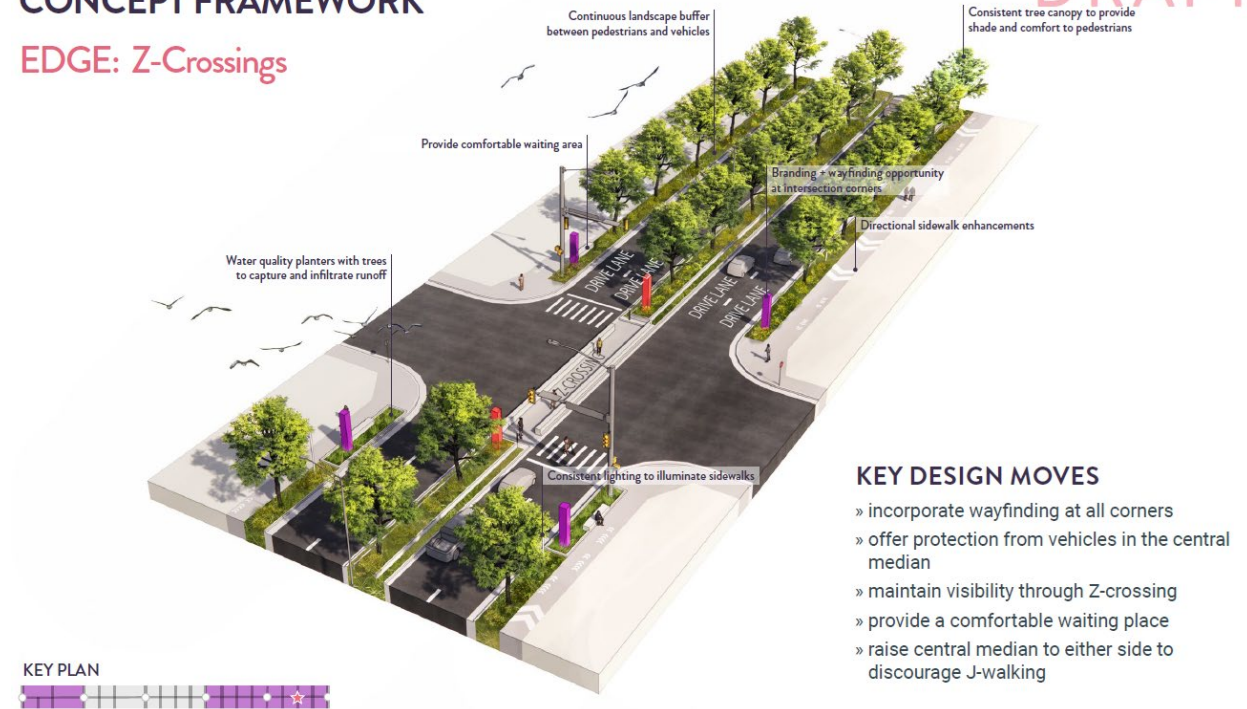 CONCEPT FRAMEWORK
DRAFT
EDGE: Z-Crossings
Continuous landscape buffer
between pedestrians and vehicles
Consistent tree canopy to provide
shade and comfort to pedestrians
Provide comfortable waiting area
Branding + wayfinding opportunity
at intersection corners
Directional sidewalk enhancements
Water quality planters with trees
to capture and infiltrate runoff
DRIVE LANE
DRIVE LANE
DRIVE LANE
DRIVE LANE
Z-CROSSING
Consistent lighting to illuminate sidewalks
KEY DESIGN MOVES
» incorporate wayfinding at all corners
» offer protection from vehicles in the central
median
» maintain visibility through Z-crossing
» provide a comfortable waiting place
» raise central median to either side to
discourage J-walking
KEY PLAN